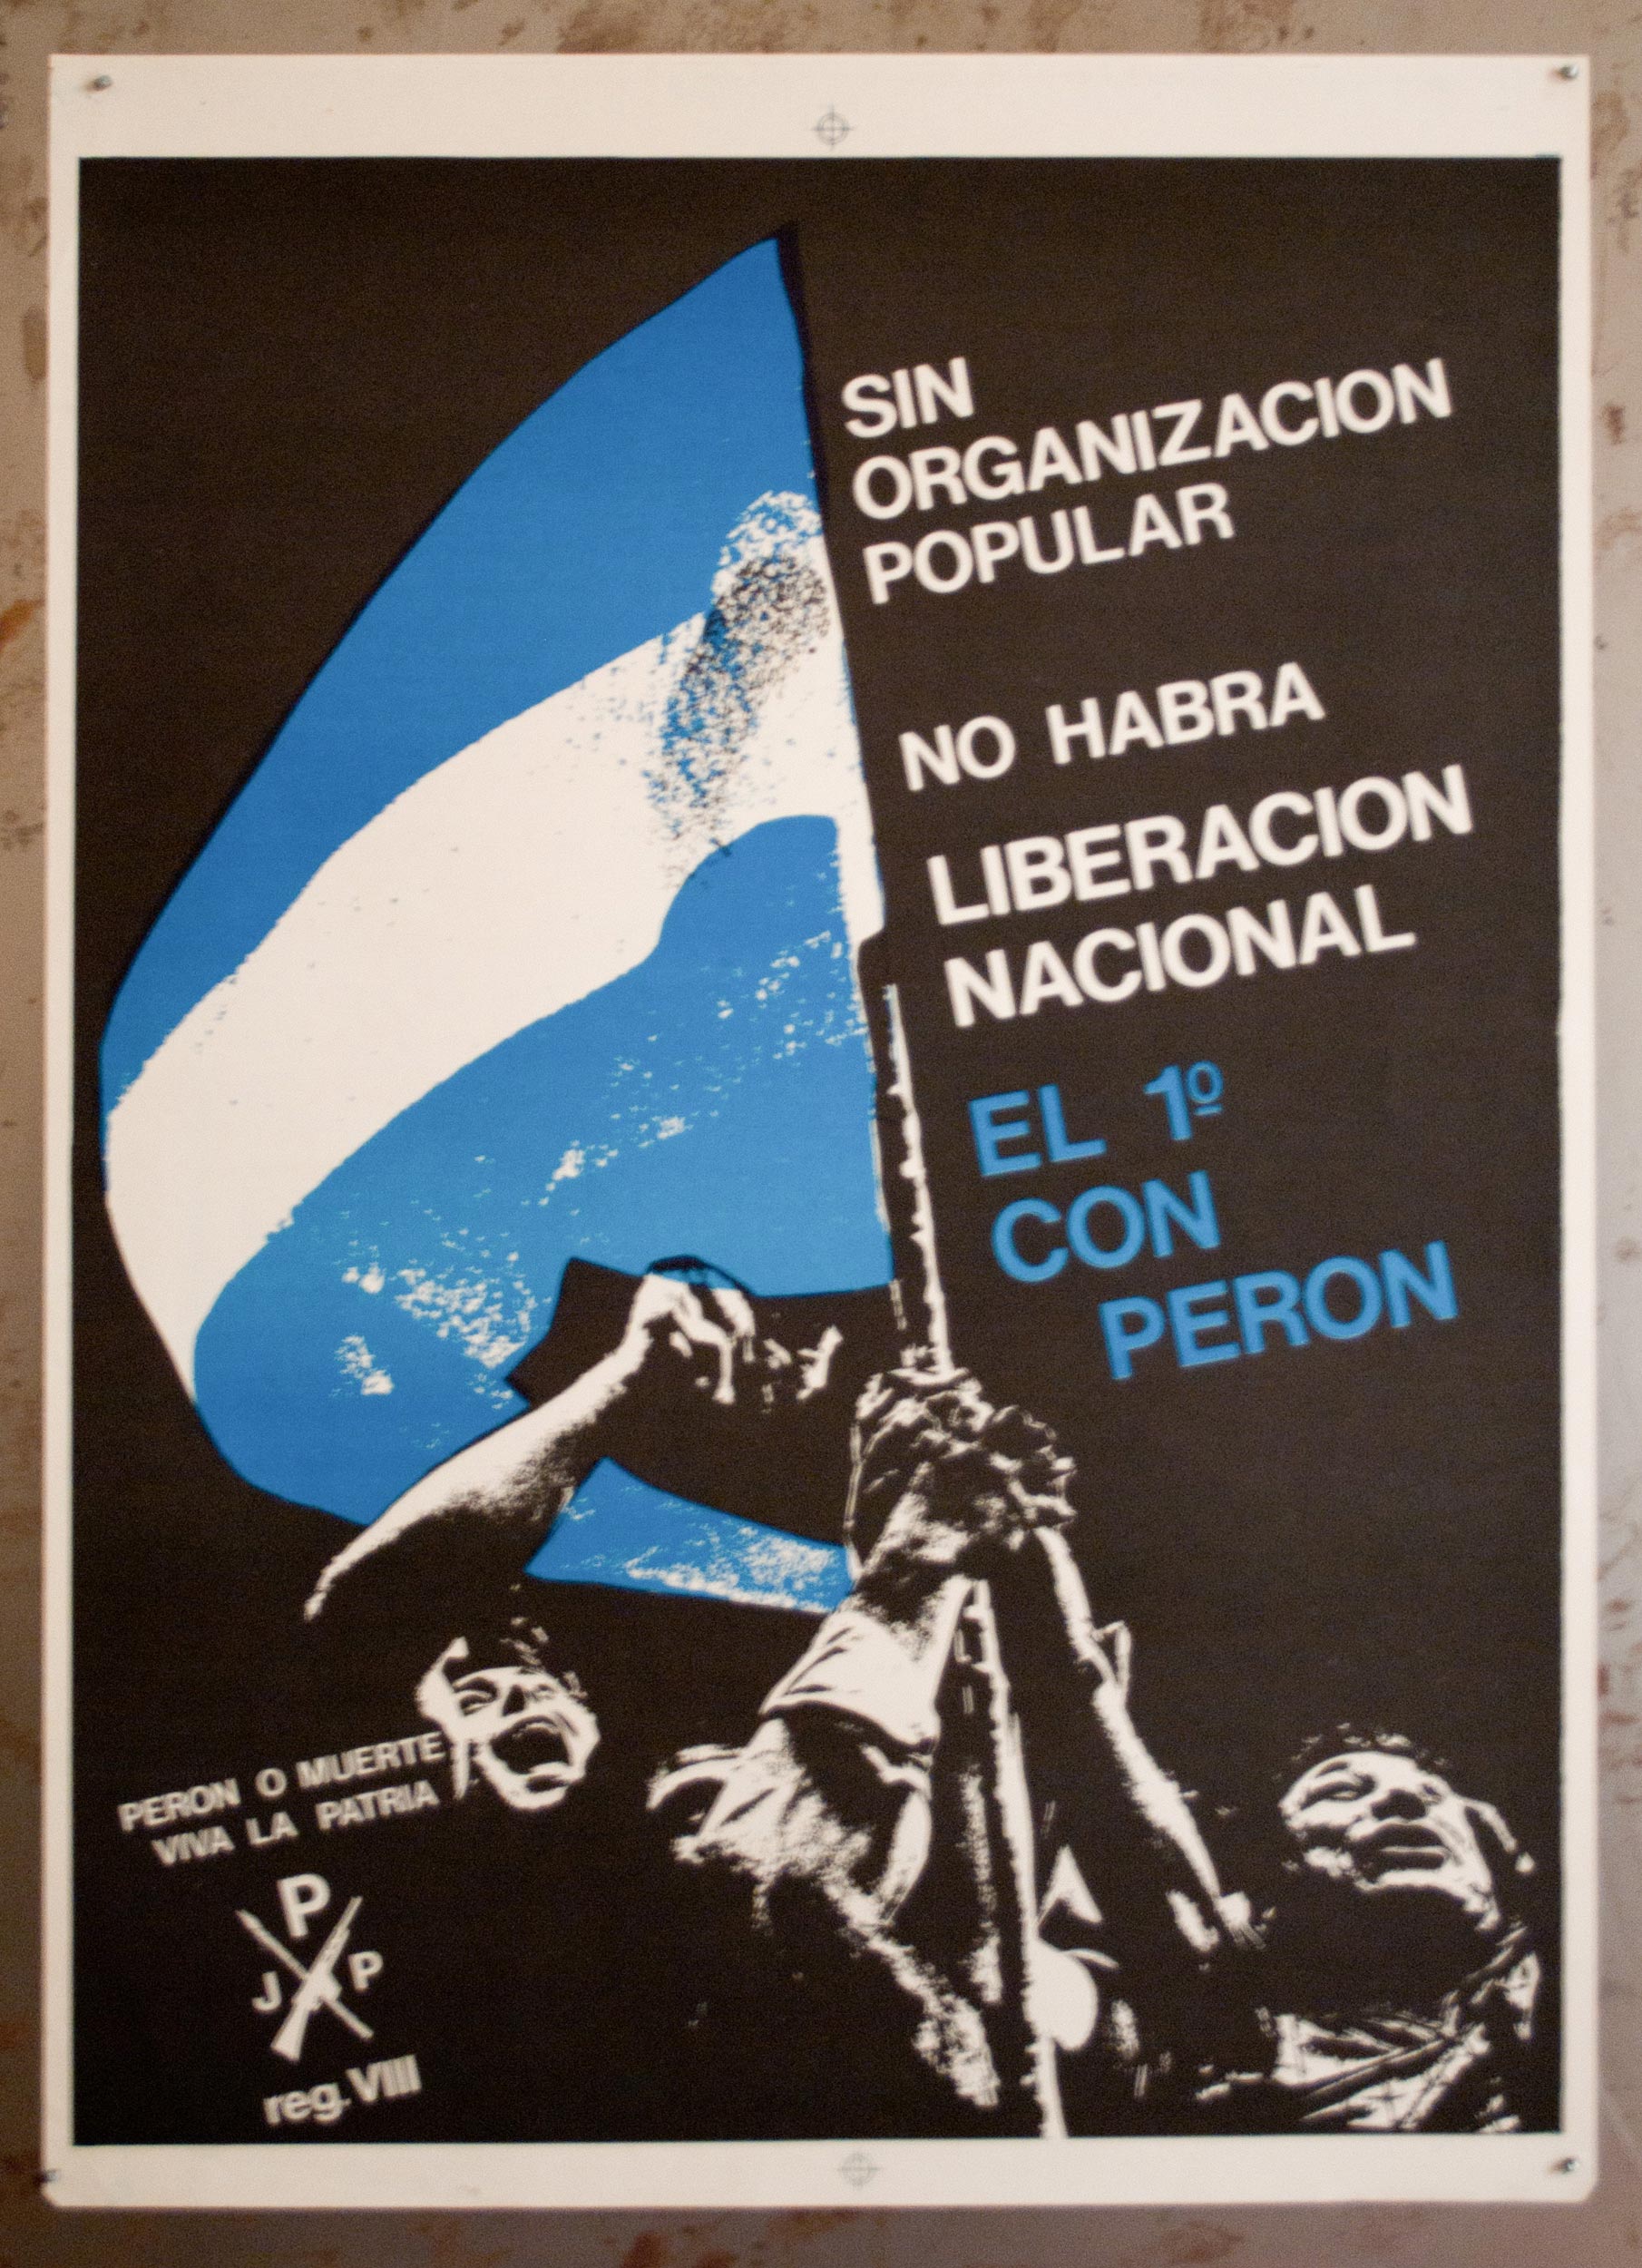 SIN
ORGANIZACION
POPULAR
NO HABRA
LIBERACION
NACIONAL
EL 1º
CON
PERON
PERON O MUERTE
VIVA LA PATRIA
P
J P
reg. VIII